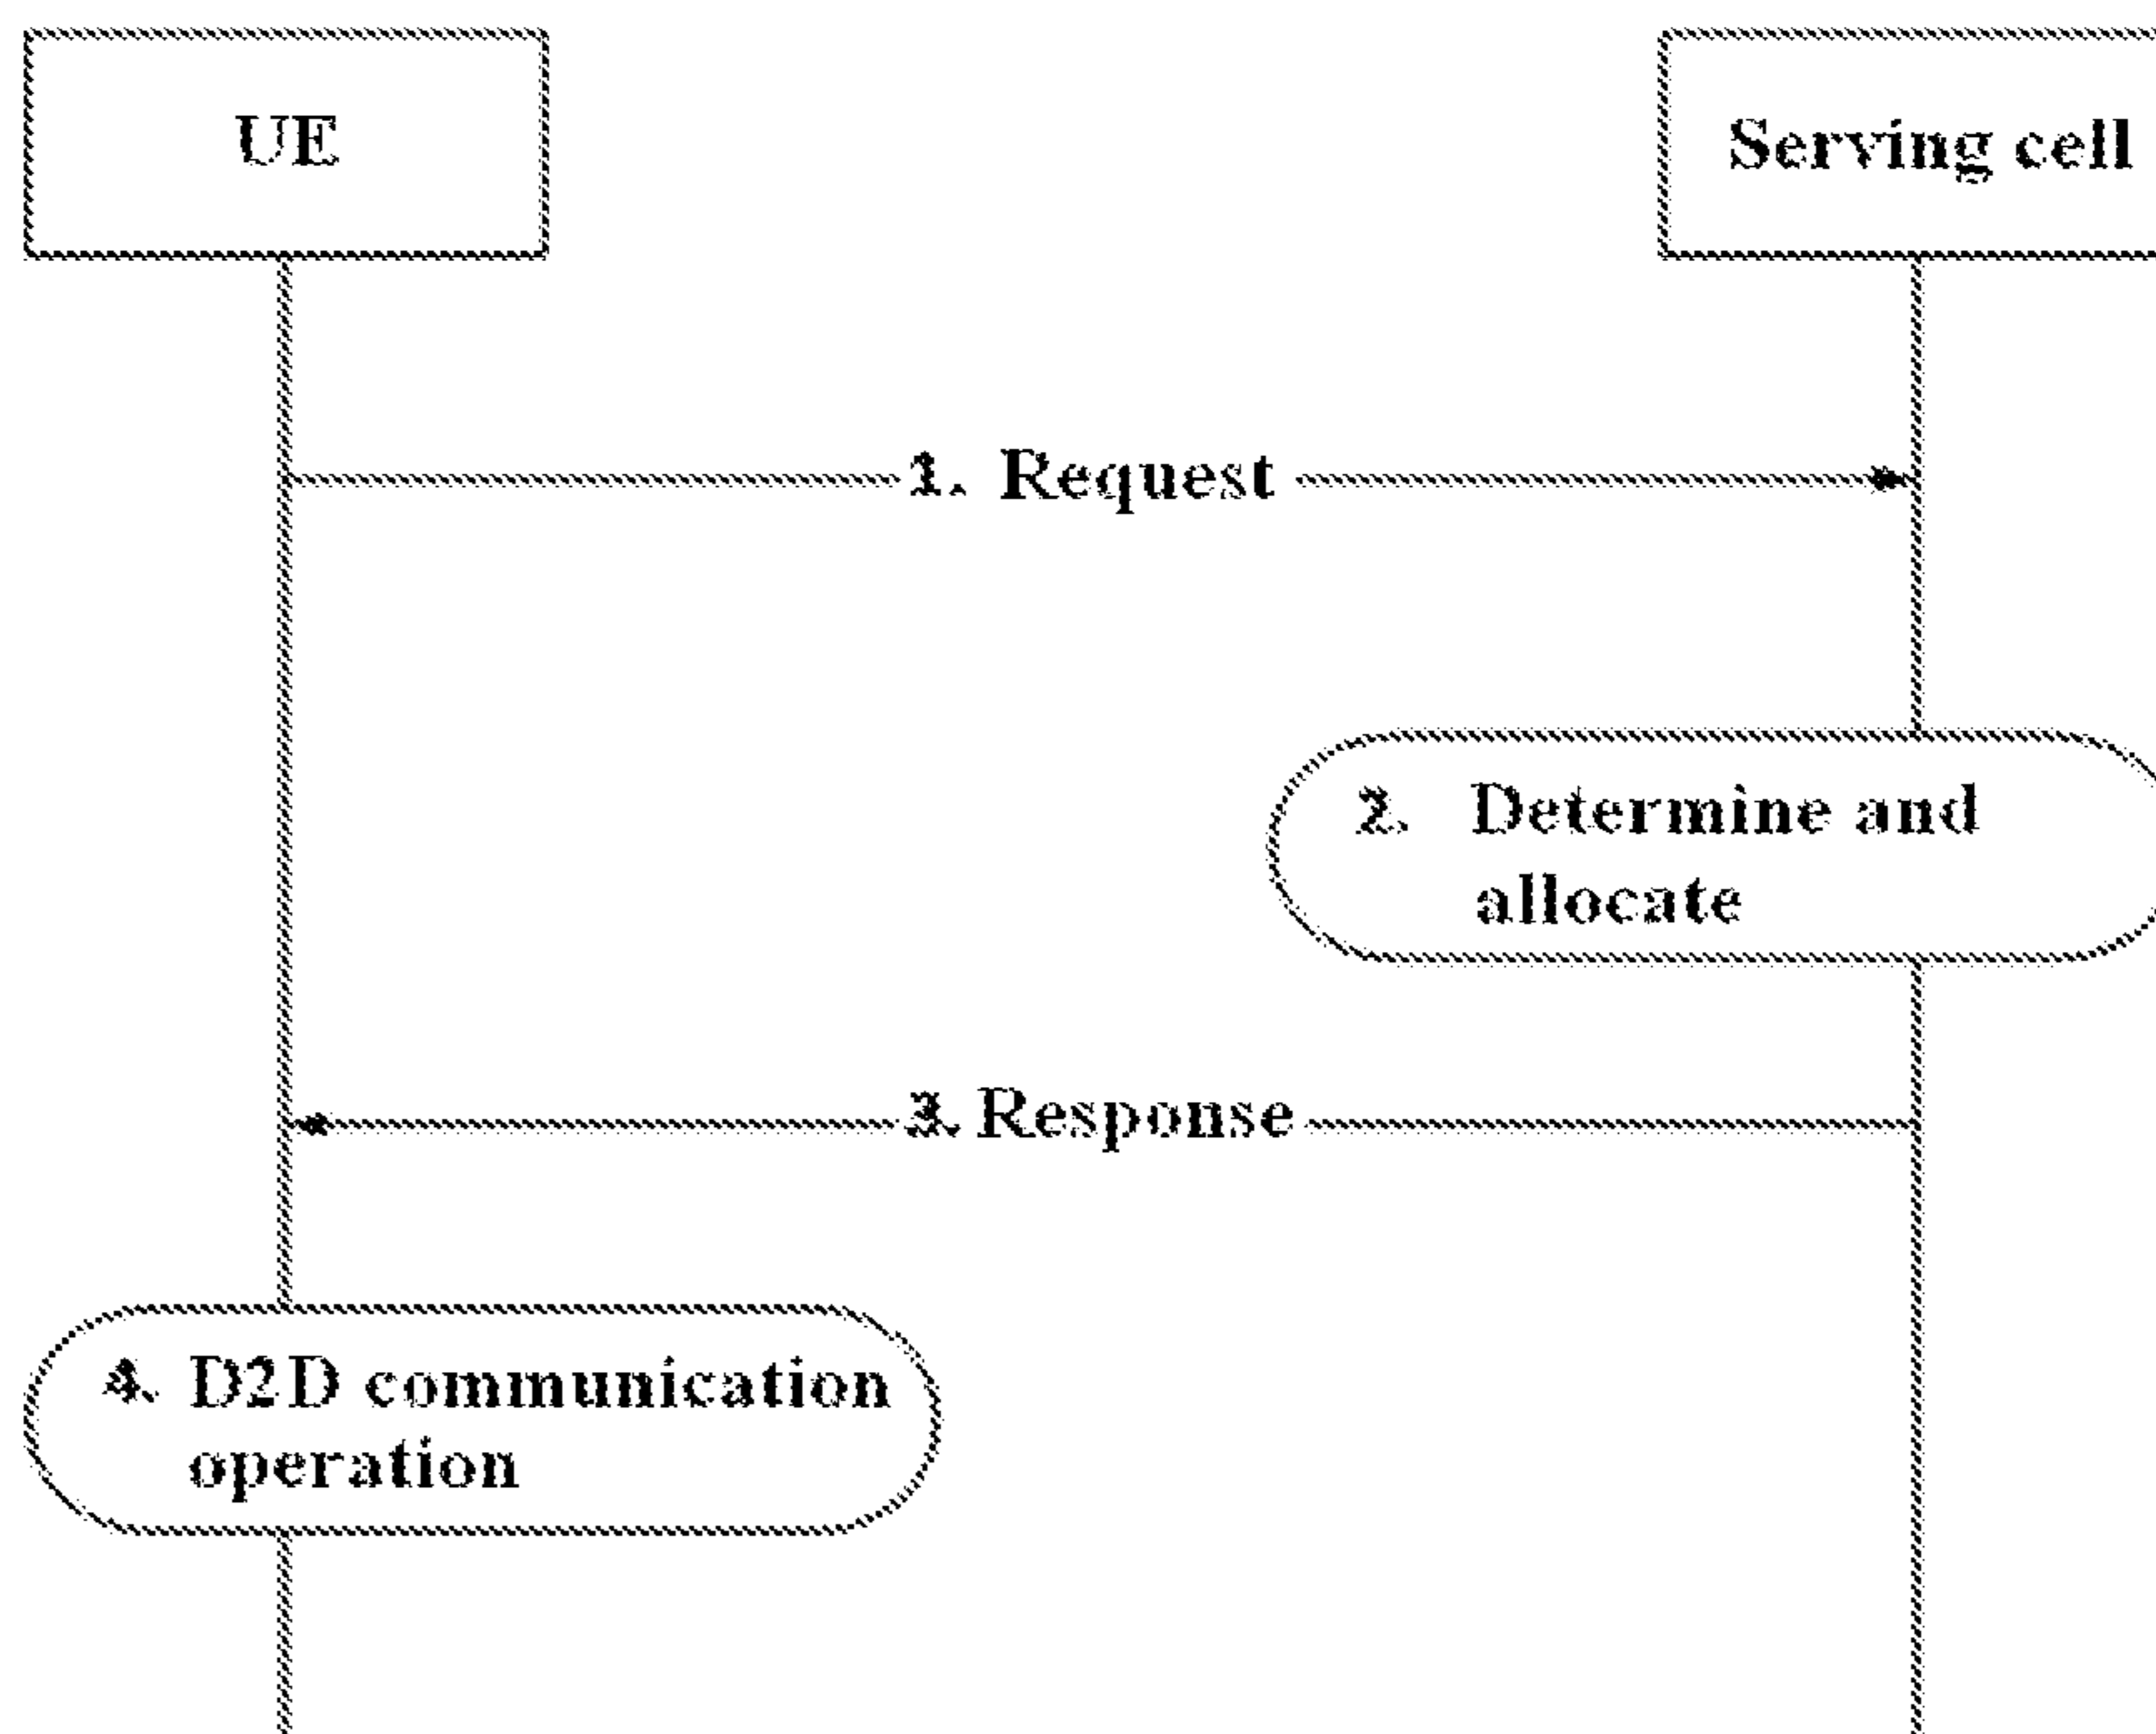 UE
Serving cell
1. Request
2. Determine and
allocate
3. Response
4. D2D communication
operation